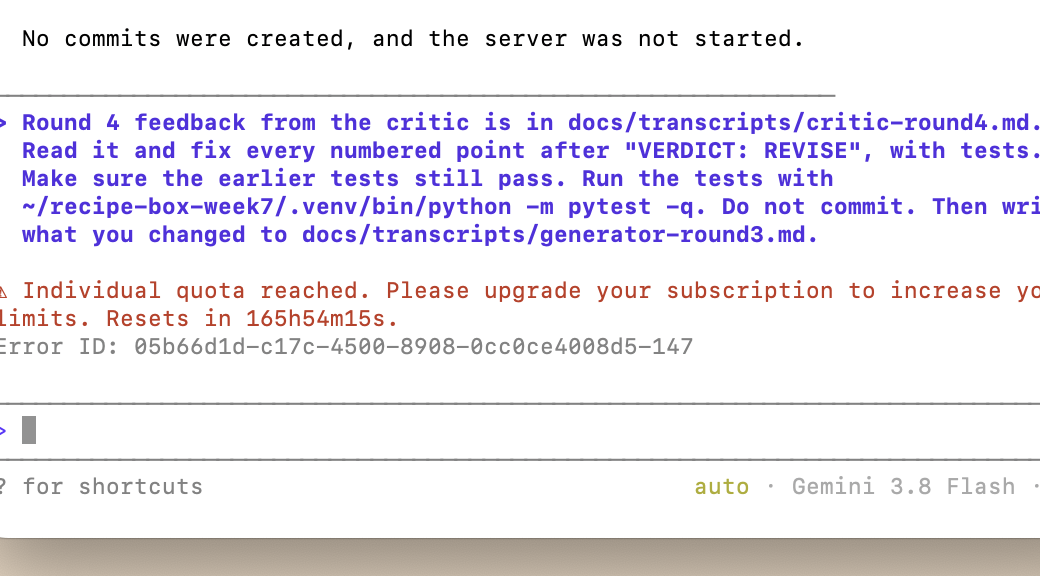 No commits were created, and the server was not started.
> Round 4 feedback from the critic is in docs/transcripts/critic-round4.md.
Read it and fix every numbered point after "VERDICT: REVISE", with tests.
Make sure the earlier tests still pass. Run the tests with
~/recipe-box-week7/.venv/bin/python -m pytest -q. Do not commit. Then wri
what you changed to docs/transcripts/generator-round3.md.
⚠ Individual quota reached. Please upgrade your subscription to increase yo
limits. Resets in 165h54m15s.
Error ID: 05b66d1d-c17c-4500-8908-0cc0ce4008d5-147
>
? for shortcuts auto · Gemini 3.8 Flash ·